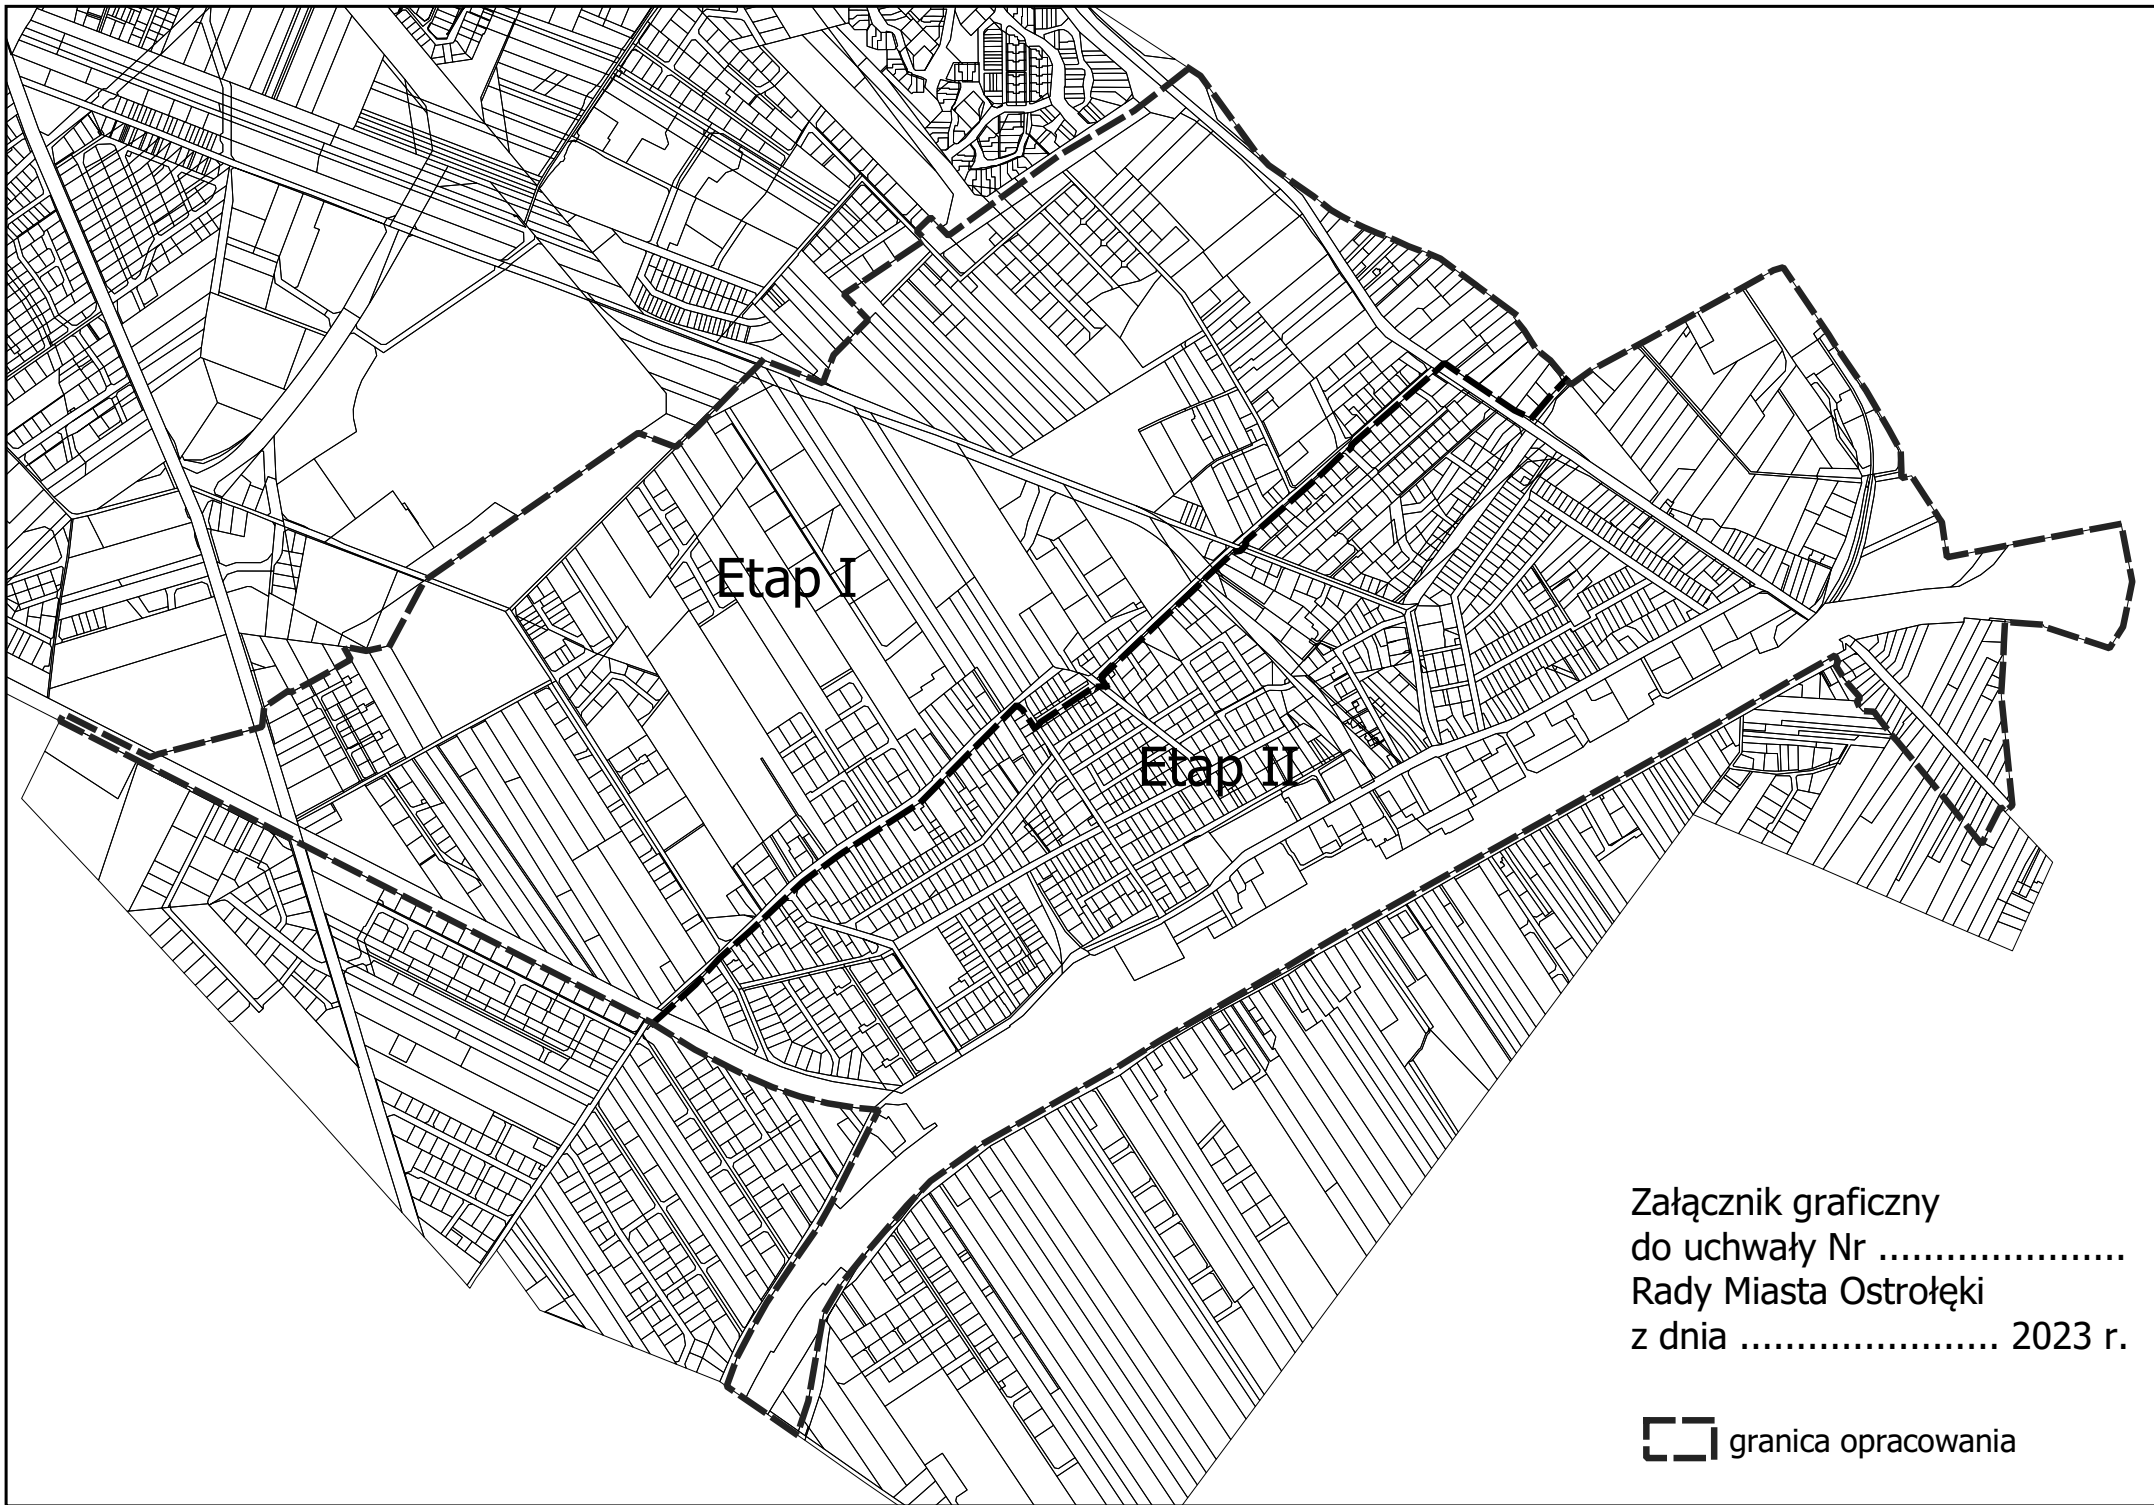 Etap I
Etap II
Załącznik graficzny
do uchwały Nr ......................
Rady Miasta Ostrołęki
z dnia ....................... 2023 r.
granica opracowania